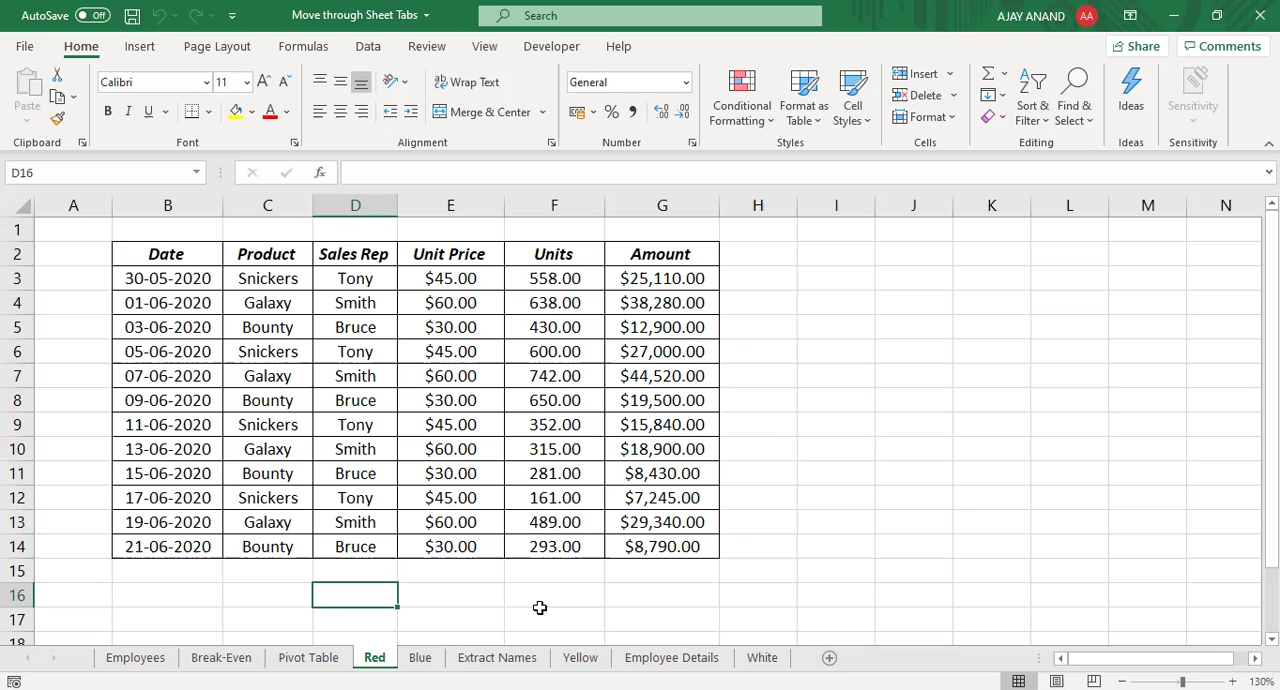 AutoSave Off Move through Sheet Tabs Search AJAY ANAND AA
File Home Insert Page Layout Formulas Data Review View Developer Help Share Comments
Paste Calibri 11 Wrap Text General Conditional Formatting Format as Table Cell Styles Insert Sort & Filter Find & Select Ideas Sensitivity
B I U A Merge & Center % Delete
Format
Clipboard Font Alignment Number Styles Cells Editing Ideas Sensitivity
D16 fx
A B C D E F G H I J K L M N
1
2 Date Product Sales Rep Unit Price Units Amount
3 30-05-2020 Snickers Tony $45.00 558.00 $25,110.00
4 01-06-2020 Galaxy Smith $60.00 638.00 $38,280.00
5 03-06-2020 Bounty Bruce $30.00 430.00 $12,900.00
6 05-06-2020 Snickers Tony $45.00 600.00 $27,000.00
7 07-06-2020 Galaxy Smith $60.00 742.00 $44,520.00
8 09-06-2020 Bounty Bruce $30.00 650.00 $19,500.00
9 11-06-2020 Snickers Tony $45.00 352.00 $15,840.00
10 13-06-2020 Galaxy Smith $60.00 315.00 $18,900.00
11 15-06-2020 Bounty Bruce $30.00 281.00 $8,430.00
12 17-06-2020 Snickers Tony $45.00 161.00 $7,245.00
13 19-06-2020 Galaxy Smith $60.00 489.00 $29,340.00
14 21-06-2020 Bounty Bruce $30.00 293.00 $8,790.00
15
16
17
18
Employees Break-Even Pivot Table Red Blue Extract Names Yellow Employee Details White
130%